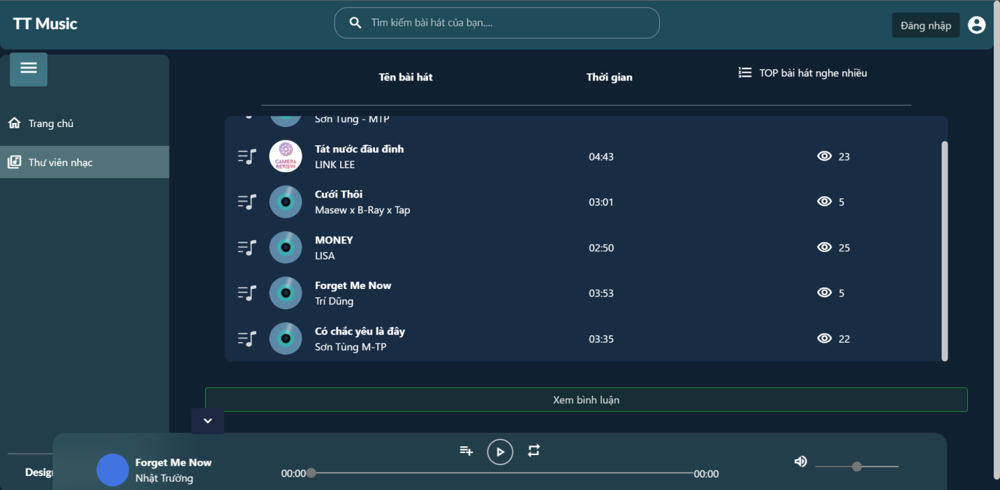 TT Music
Tìm kiếm bài hát của bạn....
Đăng nhập
Trang chủ
Thư viên nhạc
Tên bài hát
Thời gian
TOP bài hát nghe nhiều
Sơn Tùng - MTP
CAMERA
REVIEW
Tát nước đầu đình
LINK LEE
04:43
23
Cưới Thôi
Masew x B-Ray x Tap
03:01
5
MONEY
LISA
02:50
25
Forget Me Now
Trí Dũng
03:53
5
Có chắc yêu là đây
Sơn Tùng M-TP
03:35
22
Xem bình luận
Desig
Forget Me Now
Nhật Trường
00:00
00:00